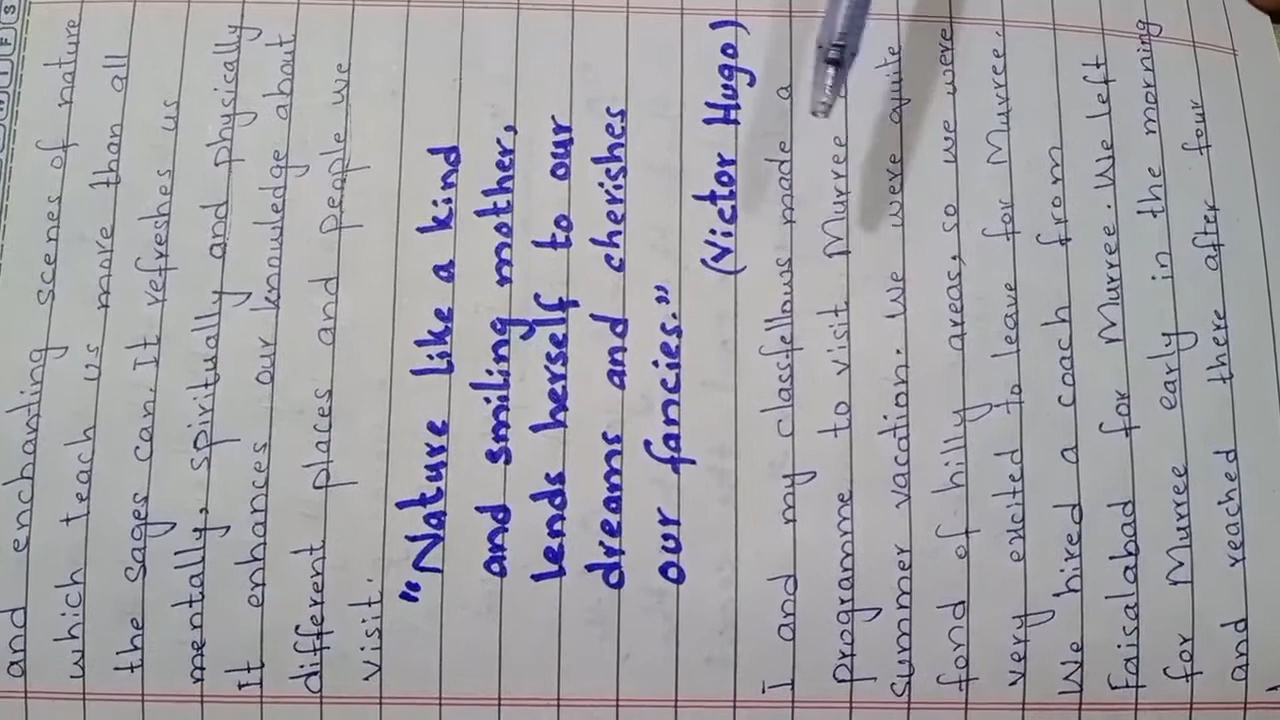 and enchanting scenes of nature
which teach us more than all
the sages can. It refreshes us
mentally, spiritually and physically
It enhances our knowledge about
different places and people we
visit.
"Nature like a kind
and smiling mother,
lends herself to our
dreams and cherishes
our fancies."
(Victor Hugo)
I and my classfellows made a
programme to visit Murree
summer vacation. We were quite
fond of hilly areas, so we were
very excited to leave for Murree.
We hired a coach from
Faisalabad for Murree. We left
for Murree early in the morning
and reached there after four